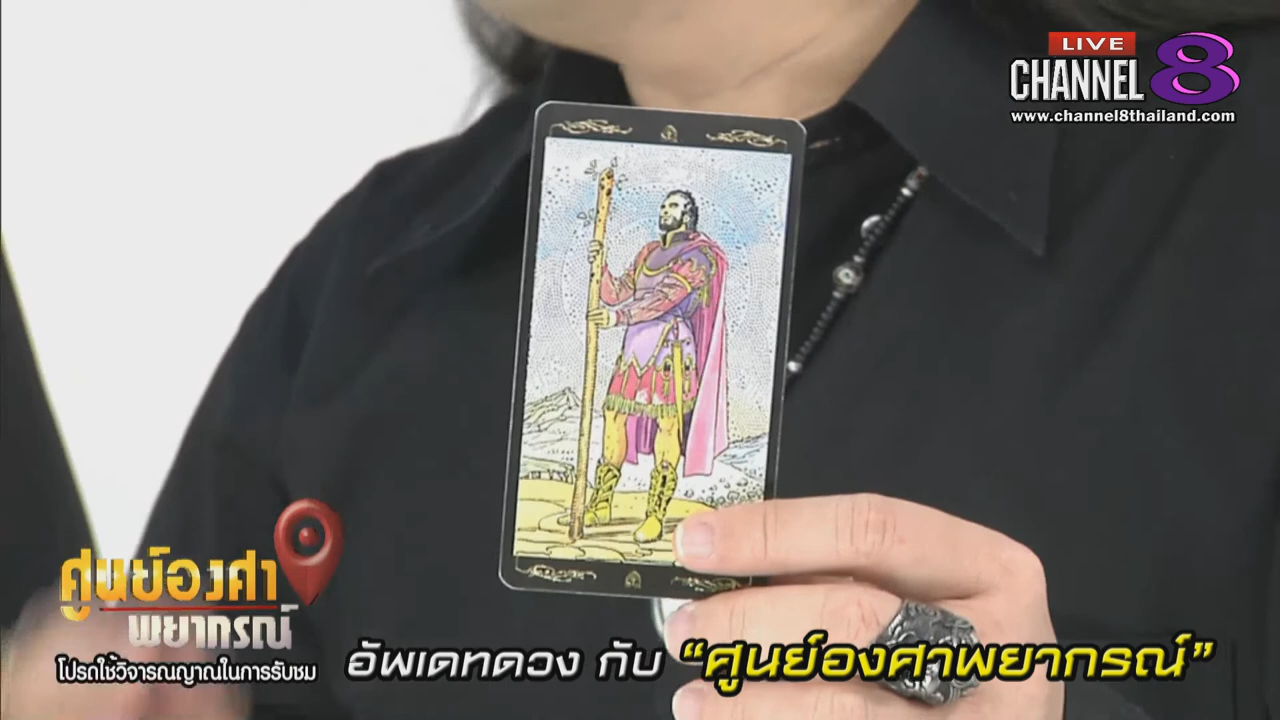 LIVE
CHANNEL 8
www.channel8thailand.com
ศูนย์องศา
พยากรณ์
โปรดใช้วิจารณญาณในการรับชม
อัพเดทดวง กับ “ศูนย์องศาพยากรณ์”